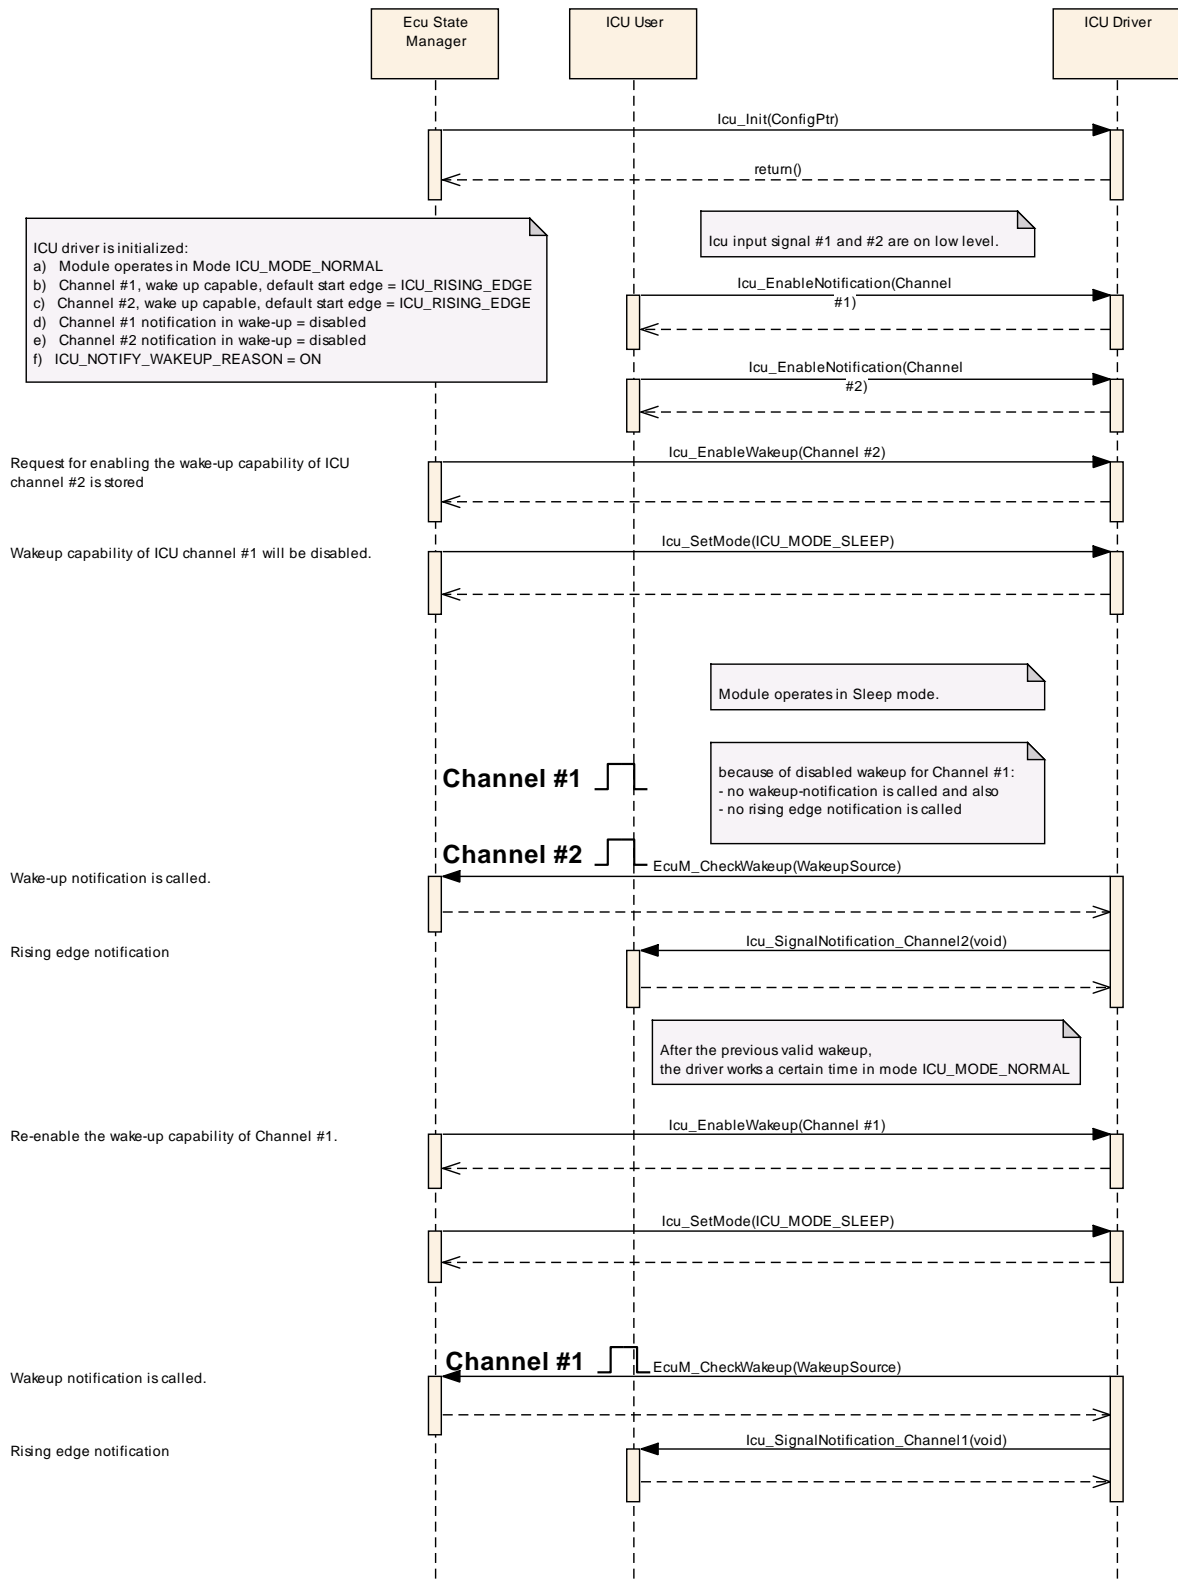 Ecu State
Manager
ICU User
ICU Driver
Icu_Init(ConfigPtr)
return()
ICU driver is initialized:
a) Module operates in Mode ICU_MODE_NORMAL
b) Channel #1, wake up capable, default start edge = ICU_RISING_EDGE
c) Channel #2, wake up capable, default start edge = ICU_RISING_EDGE
d) Channel #1 notification in wake-up = disabled
e) Channel #2 notification in wake-up = disabled
f) ICU_NOTIFY_WAKEUP_REASON = ON
Icu input signal #1 and #2 are on low level.
Icu_EnableNotification(Channel
#1)
Icu_EnableNotification(Channel
#2)
Request for enabling the wake-up capability of ICU
channel #2 is stored
Icu_EnableWakeup(Channel #2)
Wakeup capability of ICU channel #1 will be disabled.
Icu_SetMode(ICU_MODE_SLEEP)
Module operates in Sleep mode.
Channel #1
because of disabled wakeup for Channel #1:
- no wakeup-notification is called and also
- no rising edge notification is called
Channel #2
EcuM_CheckWakeup(WakeupSource)
Wake-up notification is called.
Icu_SignalNotification_Channel2(void)
Rising edge notification
After the previous valid wakeup,
the driver works a certain time in mode ICU_MODE_NORMAL
Icu_EnableWakeup(Channel #1)
Re-enable the wake-up capability of Channel #1.
Icu_SetMode(ICU_MODE_SLEEP)
Channel #1
EcuM_CheckWakeup(WakeupSource)
Wakeup notification is called.
Icu_SignalNotification_Channel1(void)
Rising edge notification